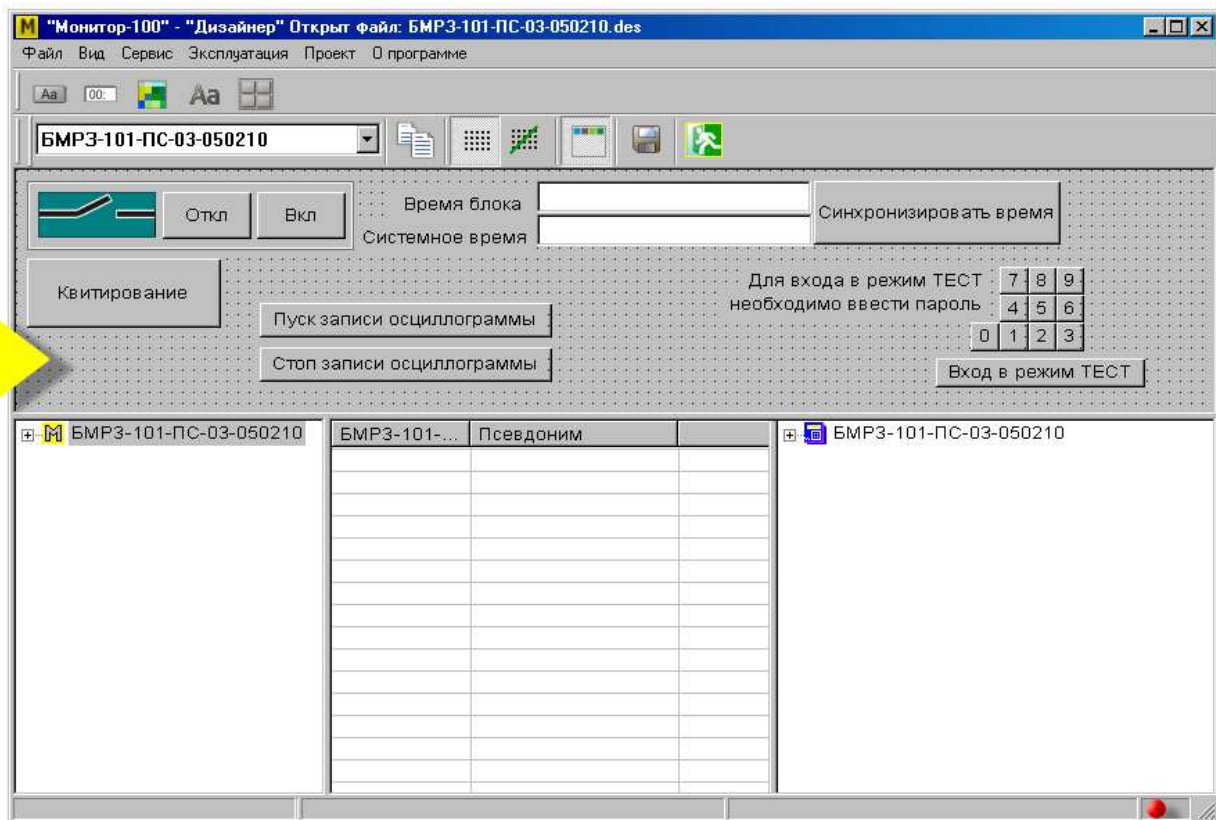 M "Монитор-100" - "Дизайнер" Открыт файл: БМРЗ-101-ПС-03-050210.des
Файл Вид Сервис Эксплуатация Проект О программе
Aa 00: Aa
БМРЗ-101-ПС-03-050210
Откл Вкл
Время блока
Системное время
Синхронизировать время
Квитирование
Пуск записи осциллограммы
Стоп записи осциллограммы
Для входа в режим ТЕСТ
необходимо ввести пароль
7 8 9
4 5 6
0 1 2 3
Вход в режим ТЕСТ
M БМРЗ-101-ПС-03-050210
БМРЗ-101-... Псевдоним
БМРЗ-101-ПС-03-050210